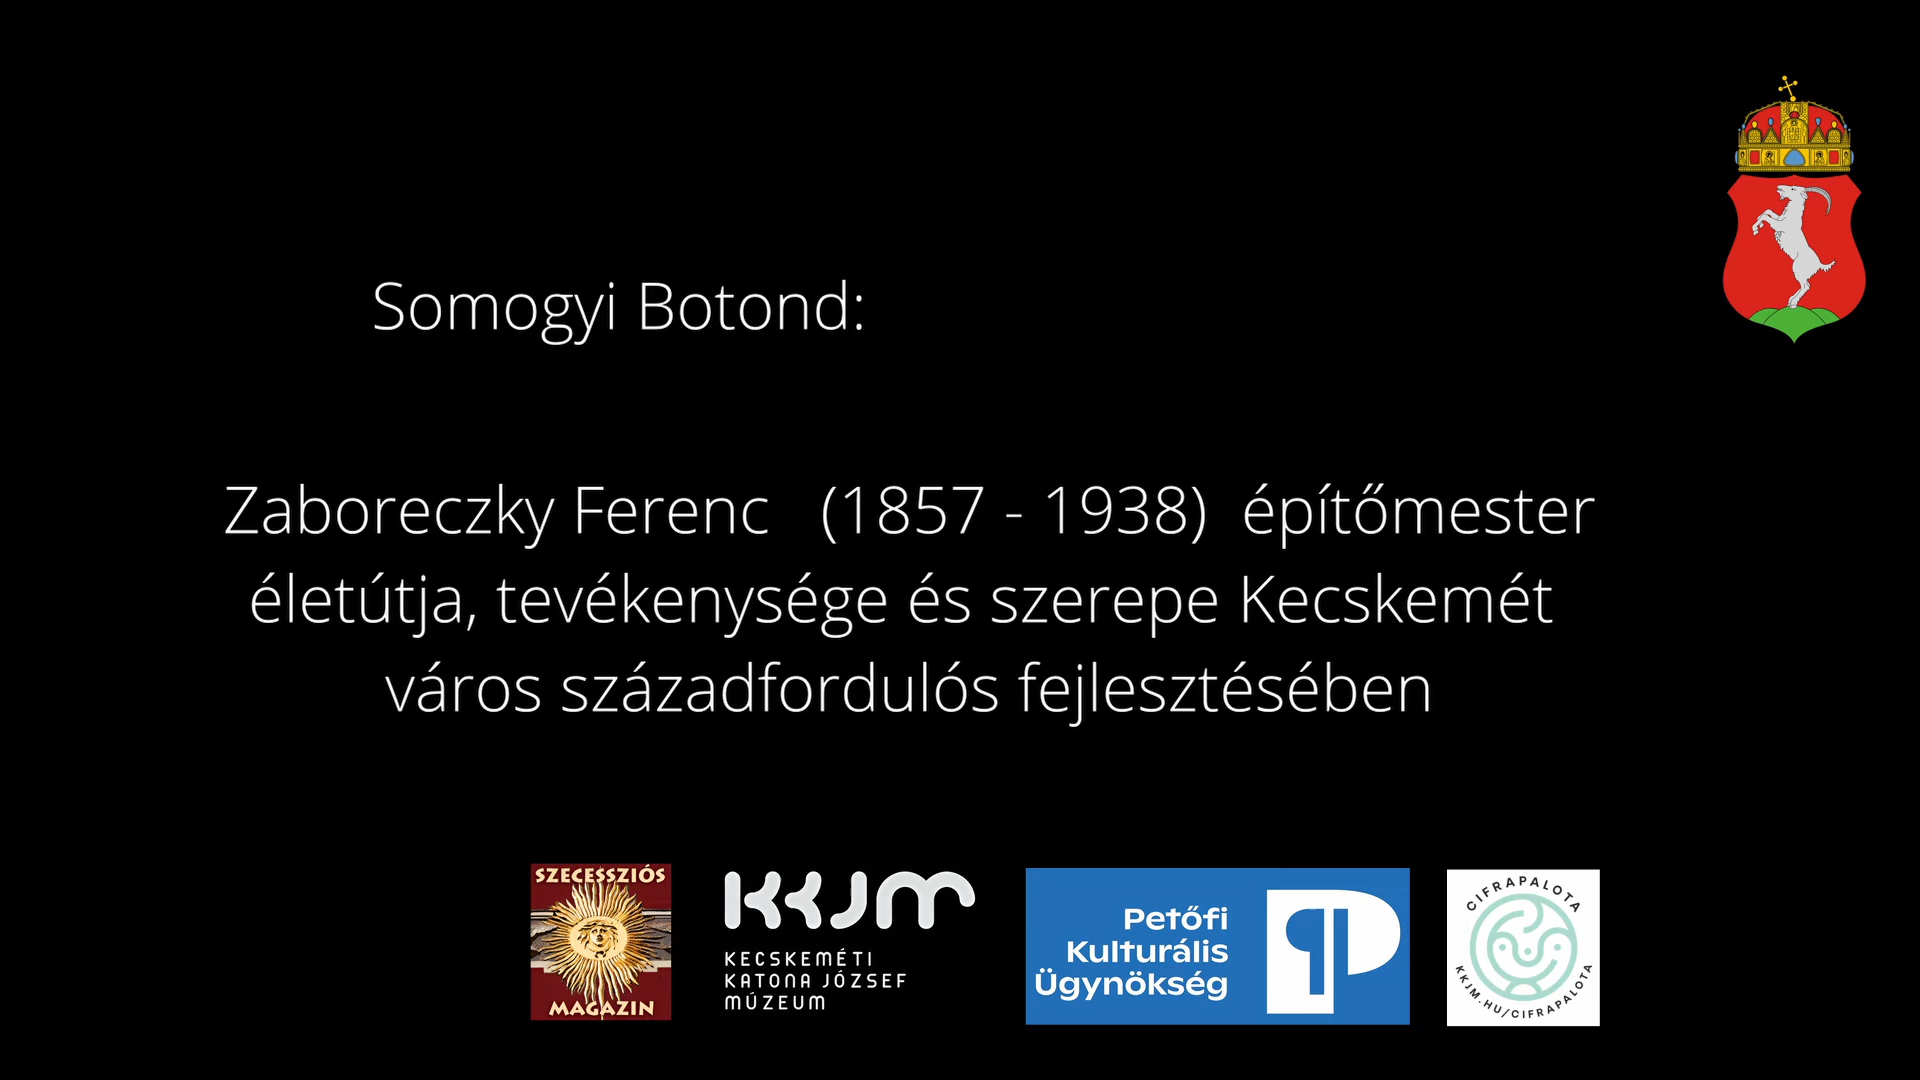 Somogyi Botond:
Zaboreczky Ferenc (1857 - 1938) építőmester
életútja, tevékenysége és szerepe Kecskemét
város századfordulós fejlesztésében
SZECESSZIÓS
MAGAZIN
KKJM
KECSKEMÉTI
KATONA JÓZSEF
MÚZEUM
Petőfi
Kulturális
Ügynökség
CIFRAPALOTA
KKJM.HU/CIFRAPALOTA